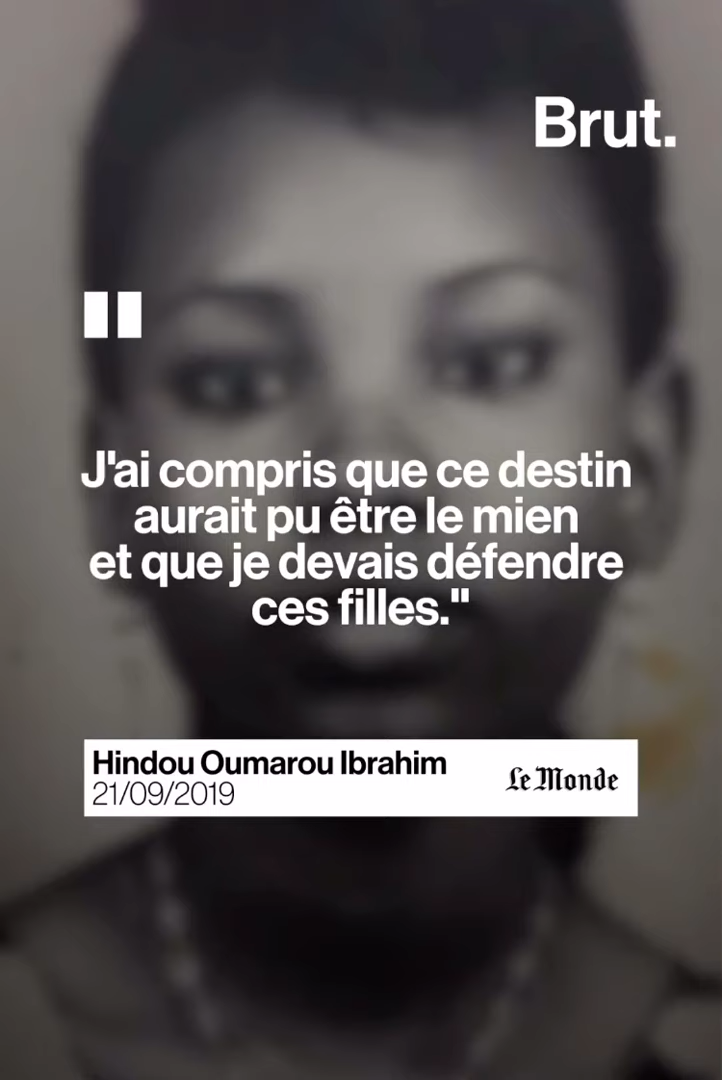 Brut.
"
J'ai compris que ce destin
aurait pu être le mien
et que je devais défendre
ces filles."
Hindou Oumarou Ibrahim
21/09/2019
Le Monde